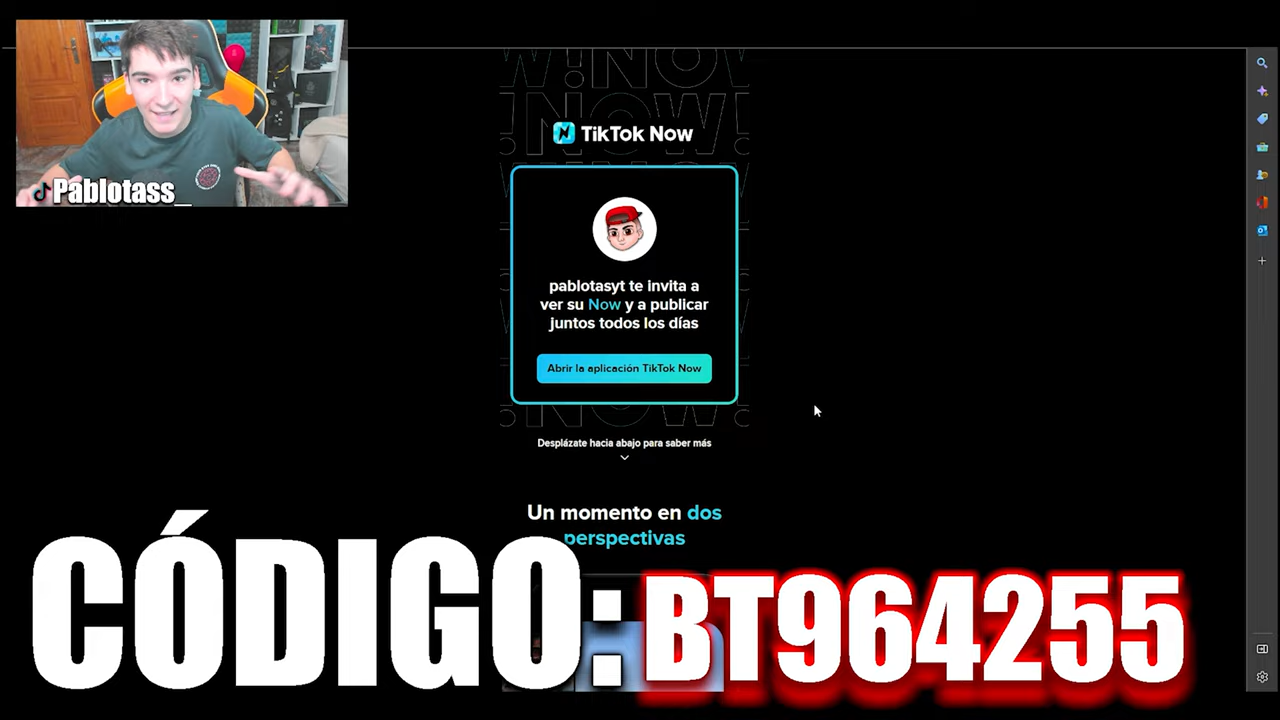 TikTok Now
Pablotass_
pablotasyt te invita a
ver su Now y a publicar
juntos todos los días
Abrir la aplicación TikTok Now
Desplázate hacia abajo para saber más
Un momento en dos
perspectivas
CÓDIGO: BT964255